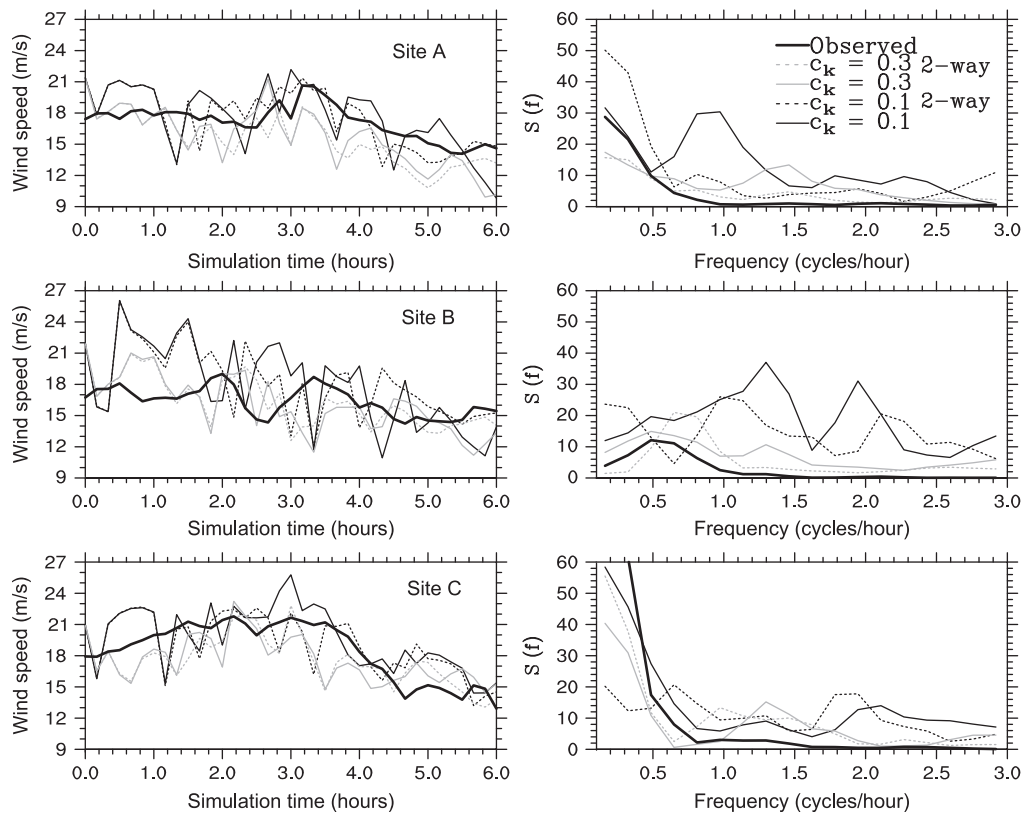 27
24
21
18
15
12
9
Wind speed (m/s)
Site A
0.0 1.0 2.0 3.0 4.0 5.0 6.0
Simulation time (hours)
60
50
40
30
20
10
0
S (f)
Observed
ck = 0.3 2-way
ck = 0.3
ck = 0.1 2-way
ck = 0.1
0.5 1.0 1.5 2.0 2.5 3.0
Frequency (cycles/hour)
27
24
21
18
15
12
9
Wind speed (m/s)
Site B
0.0 1.0 2.0 3.0 4.0 5.0 6.0
Simulation time (hours)
60
50
40
30
20
10
0
S (f)
0.5 1.0 1.5 2.0 2.5 3.0
Frequency (cycles/hour)
27
24
21
18
15
12
9
Wind speed (m/s)
Site C
0.0 1.0 2.0 3.0 4.0 5.0 6.0
Simulation time (hours)
60
50
40
30
20
10
0
S (f)
0.5 1.0 1.5 2.0 2.5 3.0
Frequency (cycles/hour)